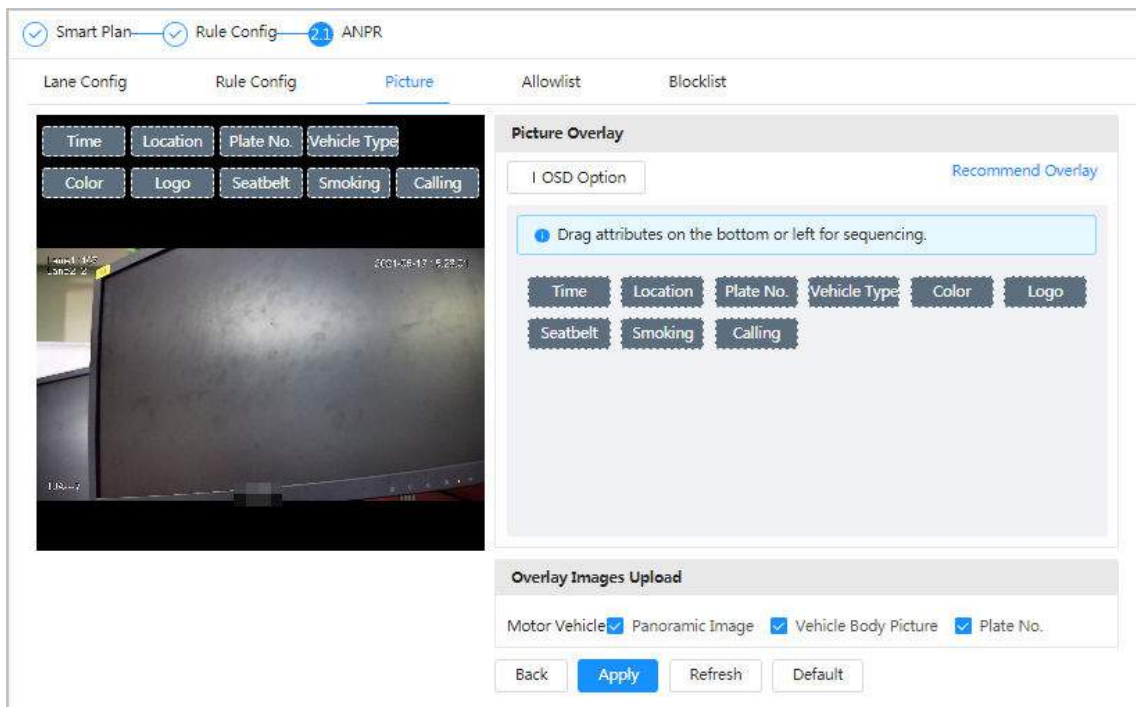 Smart Plan Rule Config 2.1 ANPR
Lane Config Rule Config Picture Allowlist Blocklist
Time Location Plate No. Vehicle Type
Color Logo Seatbelt Smoking Calling
Picture Overlay
I OSD Option Recommend Overlay
Drag attributes on the bottom or left for sequencing.
Time Location Plate No. Vehicle Type Color Logo
Seatbelt Smoking Calling
Overlay Images Upload
Motor Vehicle Panoramic Image Vehicle Body Picture Plate No.
Back Apply Refresh Default